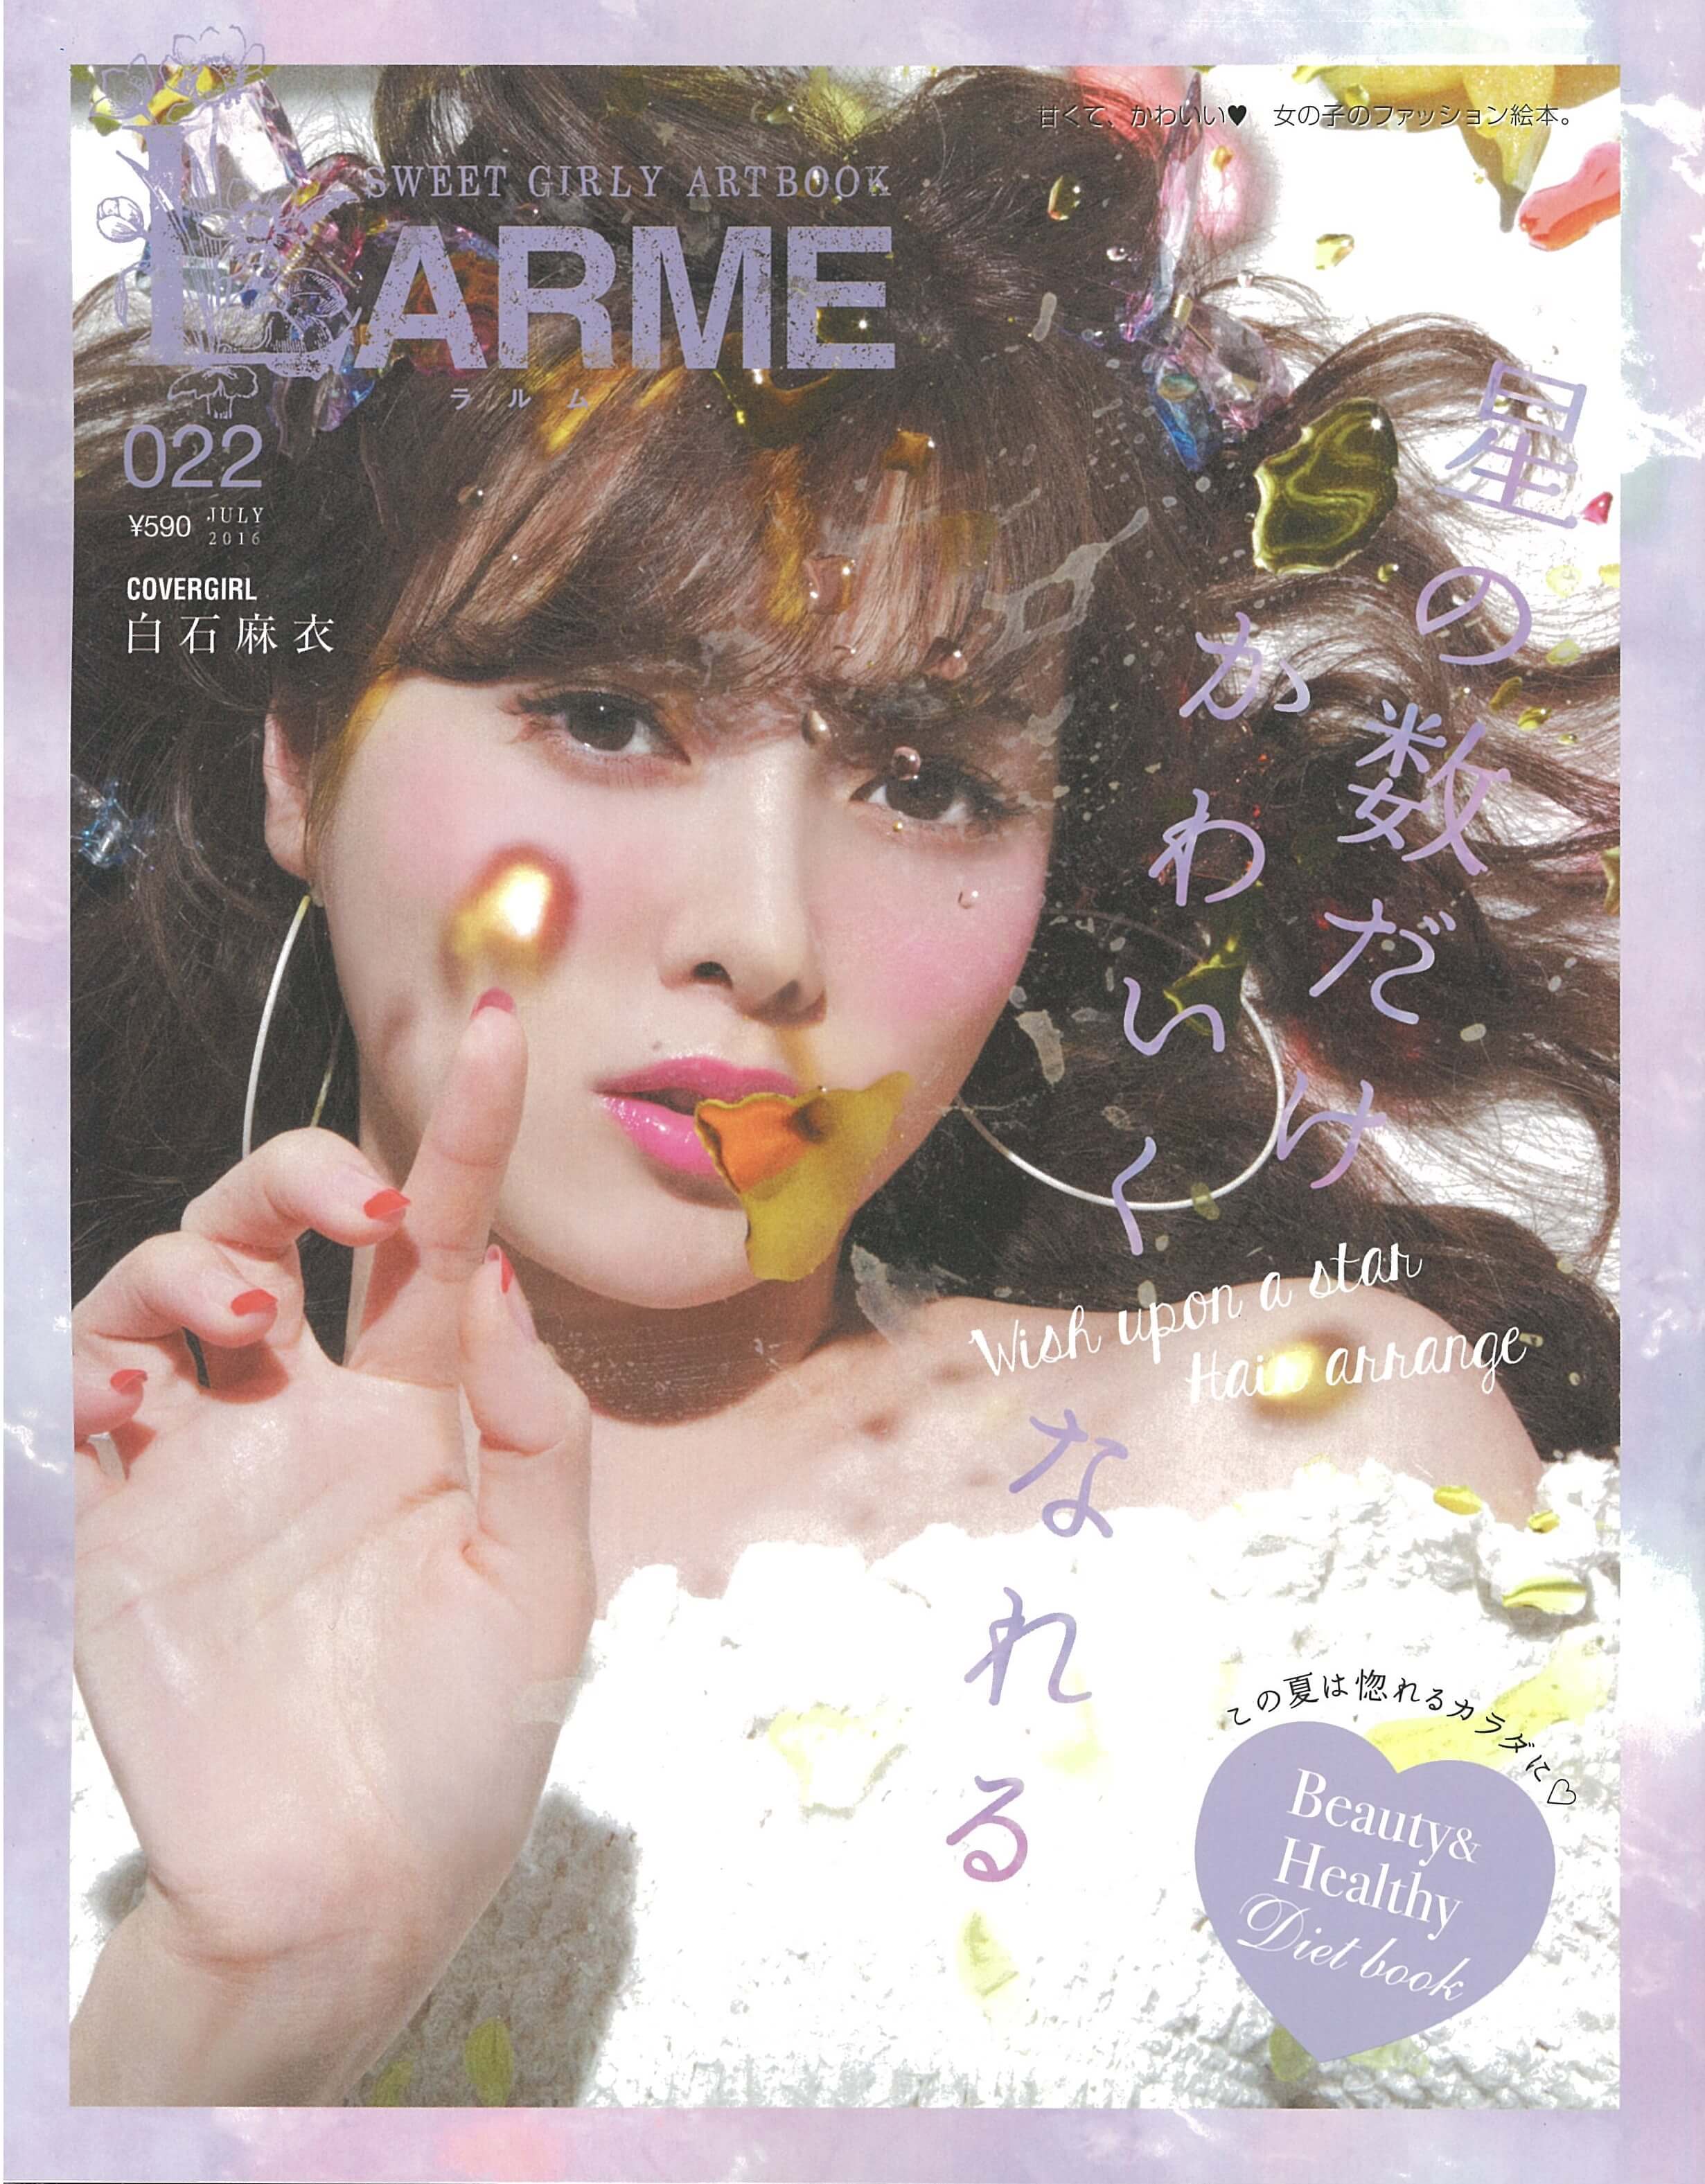 甘くて、かわいい♥ 女の子のファッション絵本。
SWEET GIRLY ARTBOOK
LARME
ラルム
022
¥590 JULY 2016
COVERGIRL
白石麻衣
星の数だけ
かわいくなれる
Wish upon a star
Hair arrange
この夏は惚れるカラダに♡
Beauty&
Healthy
Diet book